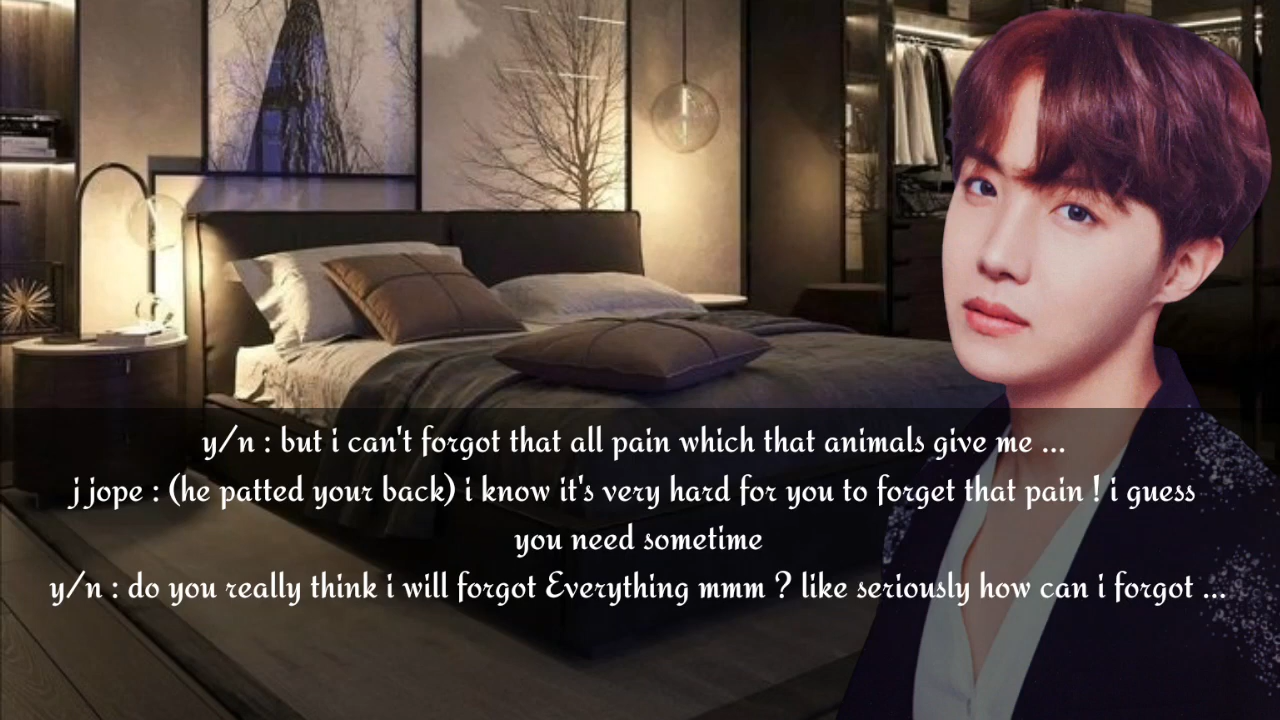 y/n : but i can't forgot that all pain which that animals give me ...
j jope : (he patted your back) i know it's very hard for you to forget that pain ! i guess
you need sometime
y/n : do you really think i will forgot Everything mmm ? like seriously how can i forgot ...